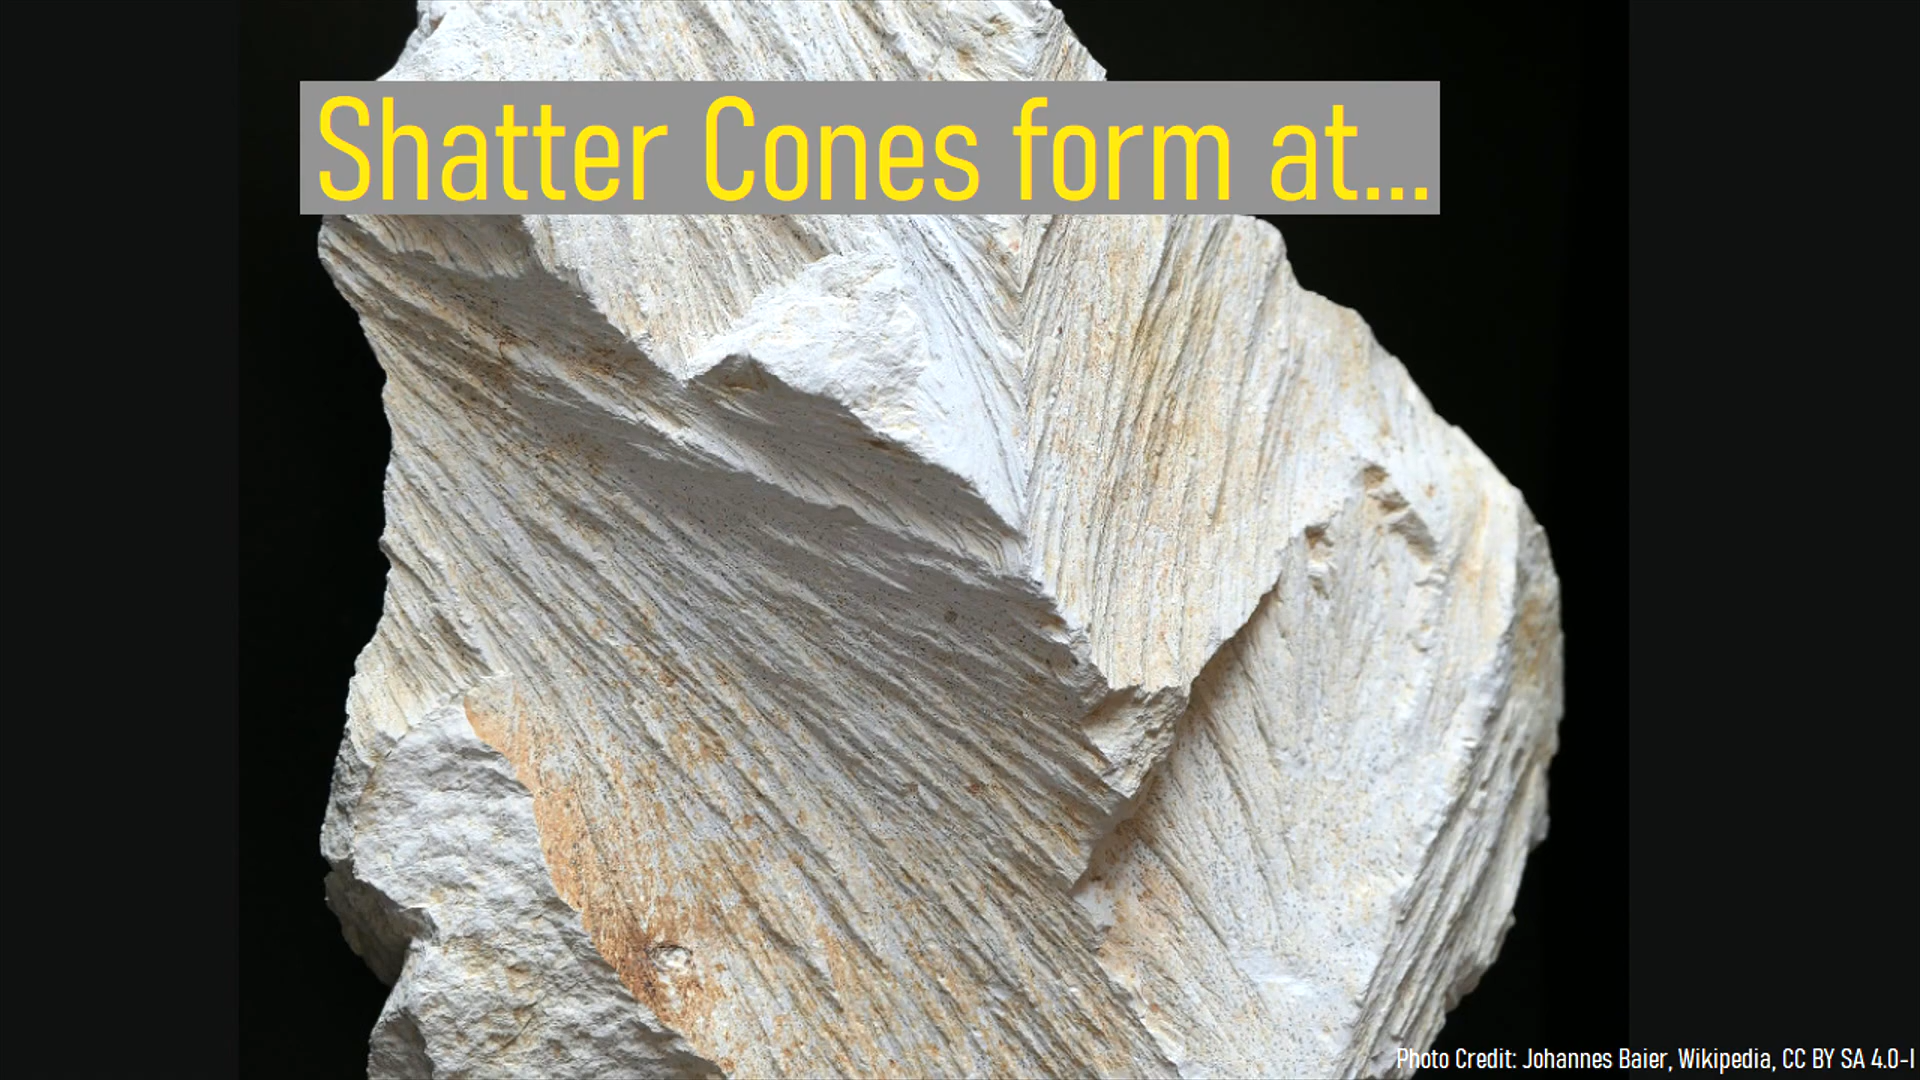 Shatter Cones form at...
Photo Credit: Johannes Baier, Wikipedia, CC BY SA 4.0-I